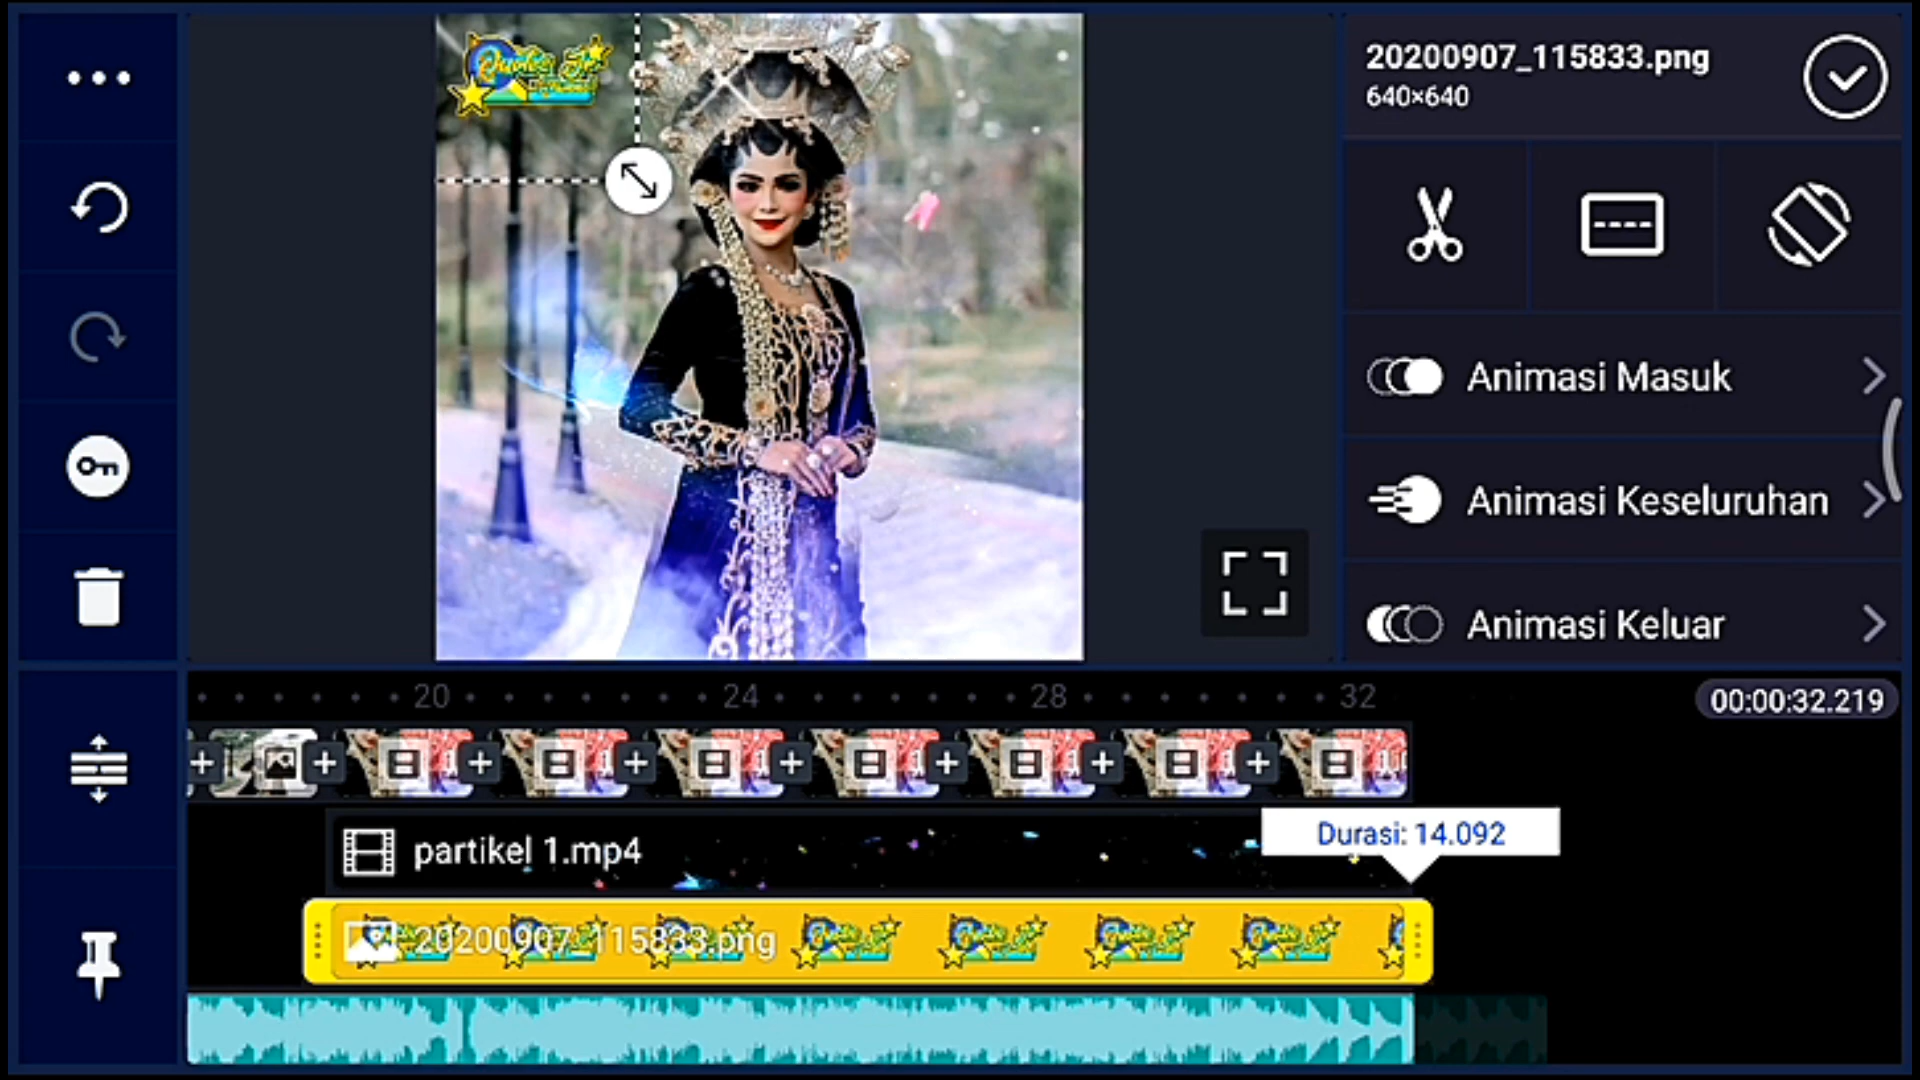 20200907_115833.png
640×640
Animasi Masuk
Animasi Keseluruhan
Animasi Keluar
20
24
28
32
00:00:32.219
partikel 1.mp4
Durasi: 14.092
20200907_115833.png